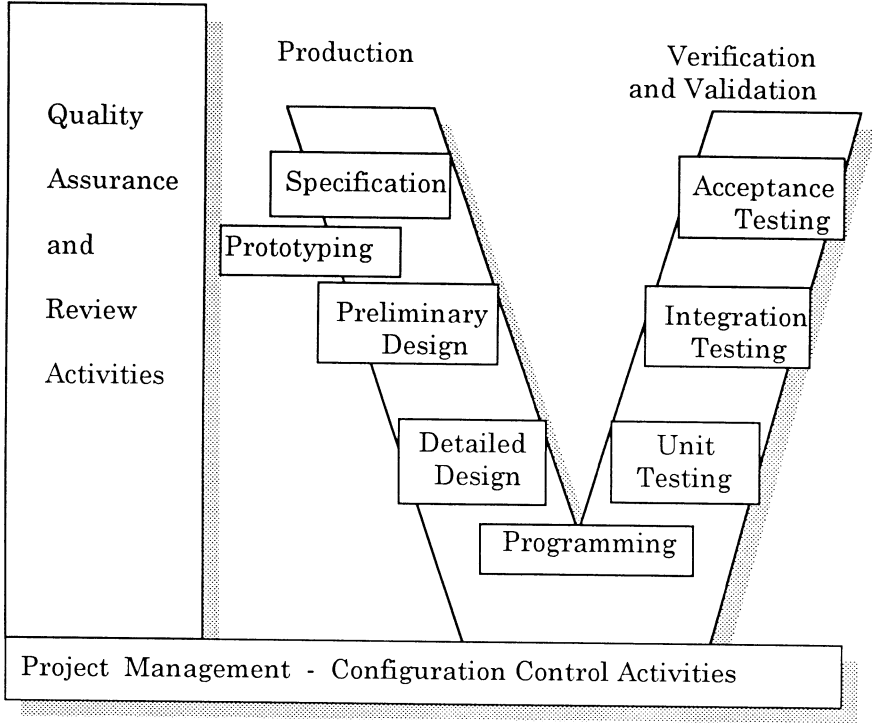 Quality
Assurance
and
Review
Activities
Production
Specification
Prototyping
Preliminary
Design
Detailed
Design
Programming
Verification
and Validation
Acceptance
Testing
Integration
Testing
Unit
Testing
Project Management - Configuration Control Activities